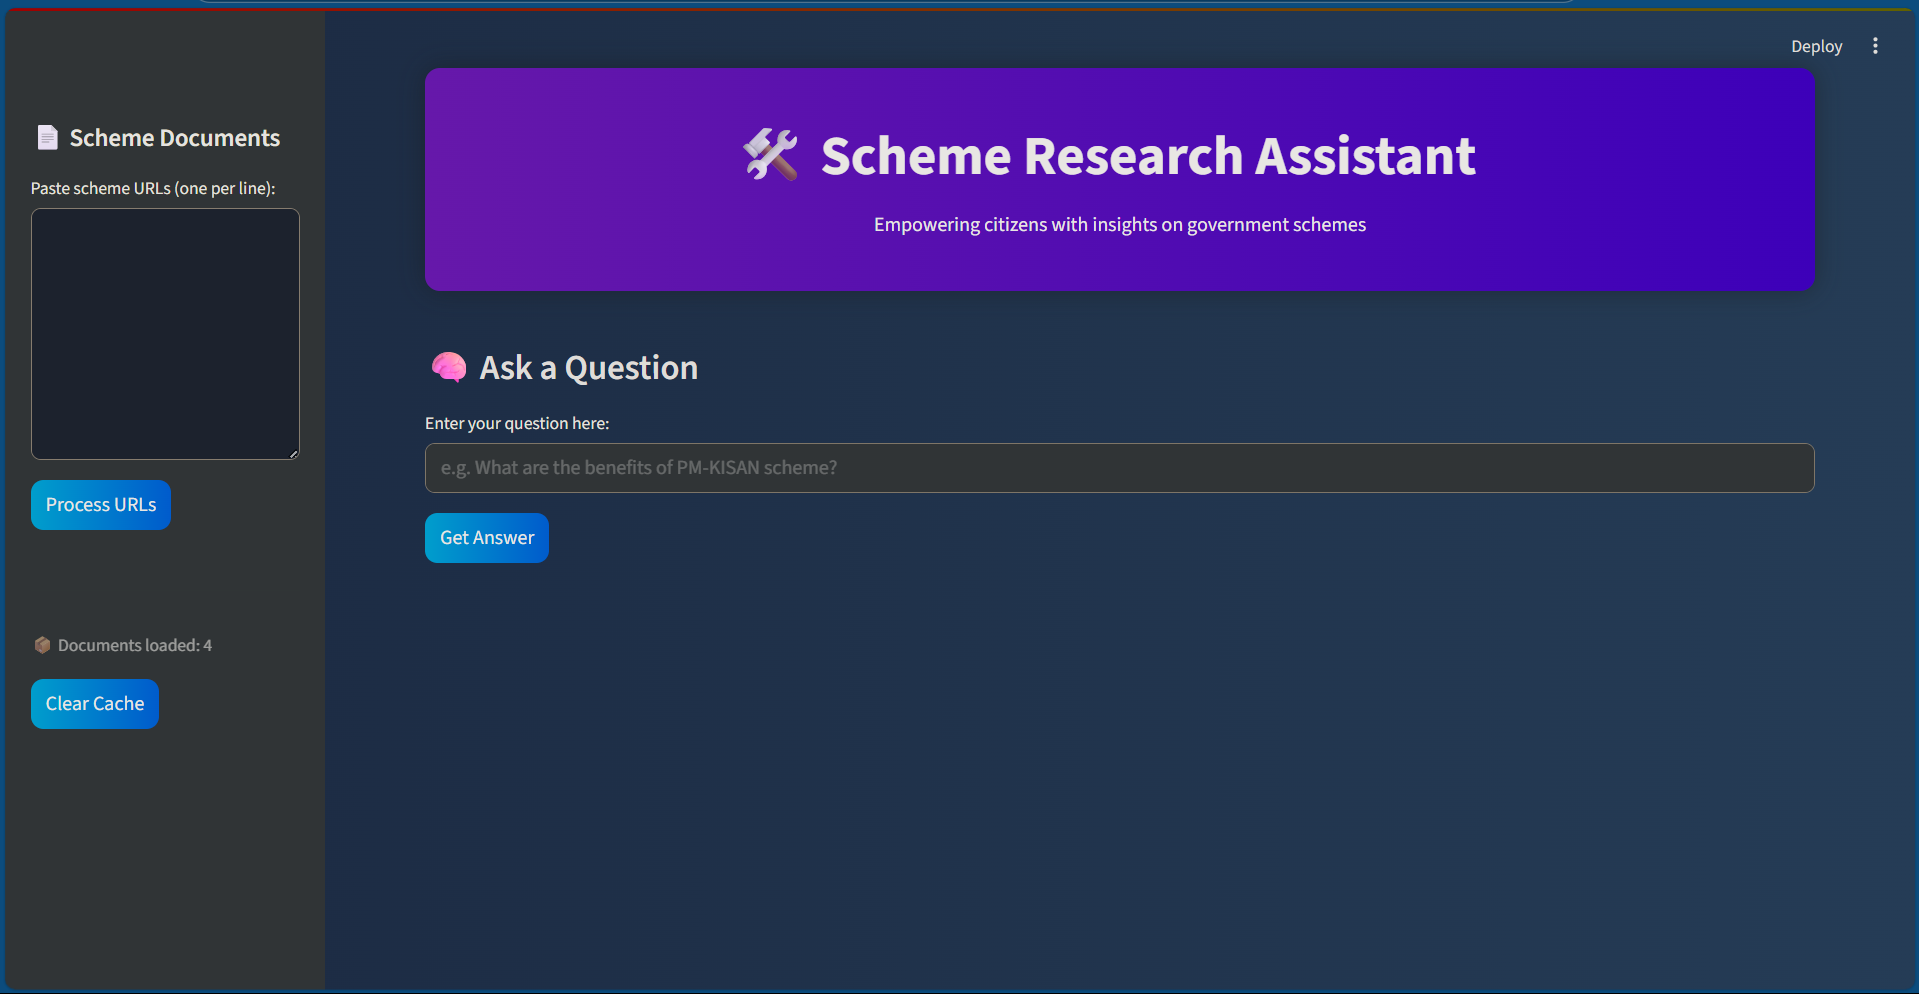 Deploy
📄 Scheme Documents
Paste scheme URLs (one per line):
Process URLs
📦 Documents loaded: 4
Clear Cache
🛠️ Scheme Research Assistant
Empowering citizens with insights on government schemes
🧠 Ask a Question
Enter your question here:
e.g. What are the benefits of PM-KISAN scheme?
Get Answer